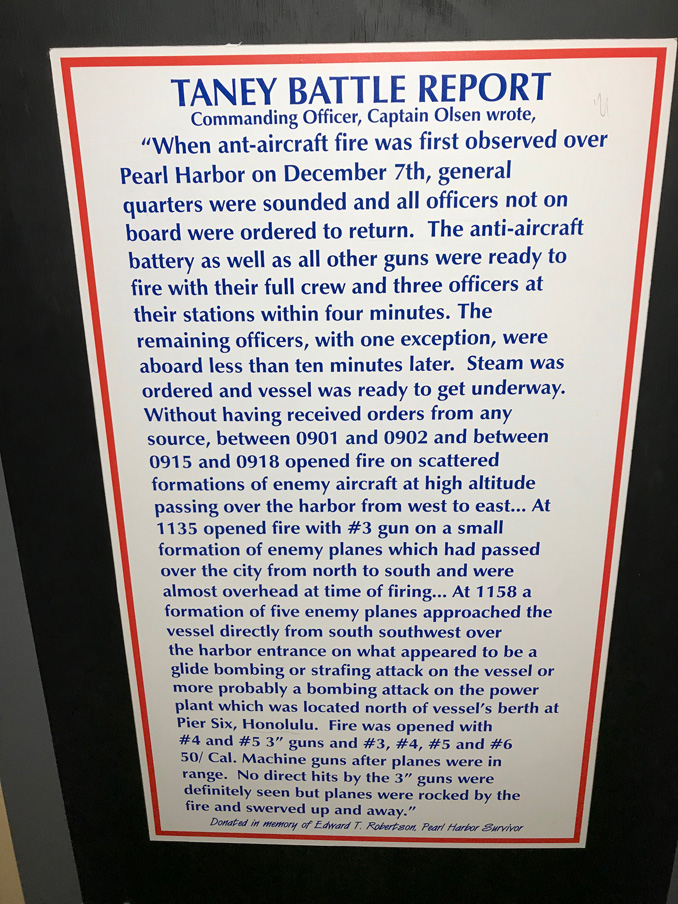 TANEY BATTLE REPORT
Commanding Officer, Captain Olsen wrote,
“When ant-aircraft fire was first observed over
Pearl Harbor on December 7th, general
quarters were sounded and all officers not on
board were ordered to return. The anti-aircraft
battery as well as all other guns were ready to
fire with their full crew and three officers at
their stations within four minutes. The
remaining officers, with one exception, were
aboard less than ten minutes later. Steam was
ordered and vessel was ready to get underway.
Without having received orders from any
source, between 0901 and 0902 and between
0915 and 0918 opened fire on scattered
formations of enemy aircraft at high altitude
passing over the harbor from west to east... At
1135 opened fire with #3 gun on a small
formation of enemy planes which had passed
over the city from north to south and were
almost overhead at time of firing... At 1158 a
formation of five enemy planes approached the
vessel directly from south southwest over
the harbor entrance on what appeared to be a
glide bombing or strafing attack on the vessel or
more probably a bombing attack on the power
plant which was located north of vessel’s berth at
Pier Six, Honolulu. Fire was opened with
#4 and #5 3” guns and #3, #4, #5 and #6
50/ Cal. Machine guns after planes were in
range. No direct hits by the 3” guns were
definitely seen but planes were rocked by the
fire and swerved up and away.”
Donated in memory of Edward T. Robertson, Pearl Harbor Survivor